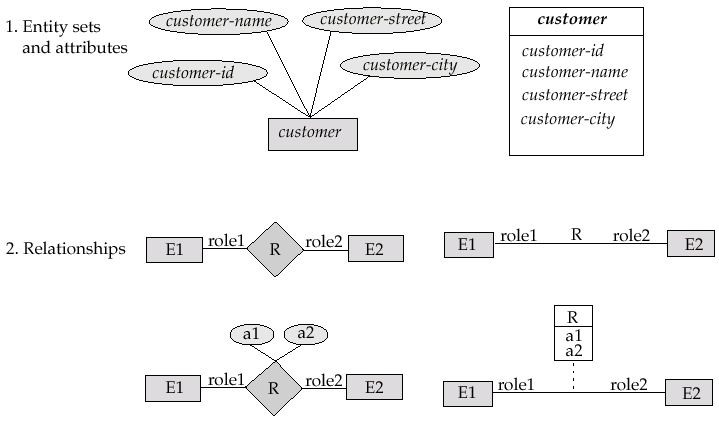 1. Entity sets
and attributes
customer-name
customer-street
customer-id
customer-city
customer
customer
customer-id
customer-name
customer-street
customer-city
2. Relationships
E1 role1 R role2 E2
E1 role1 R role2 E2
a1 a2
E1 role1 R role2 E2
R
a1
a2
E1 role1 role2 E2